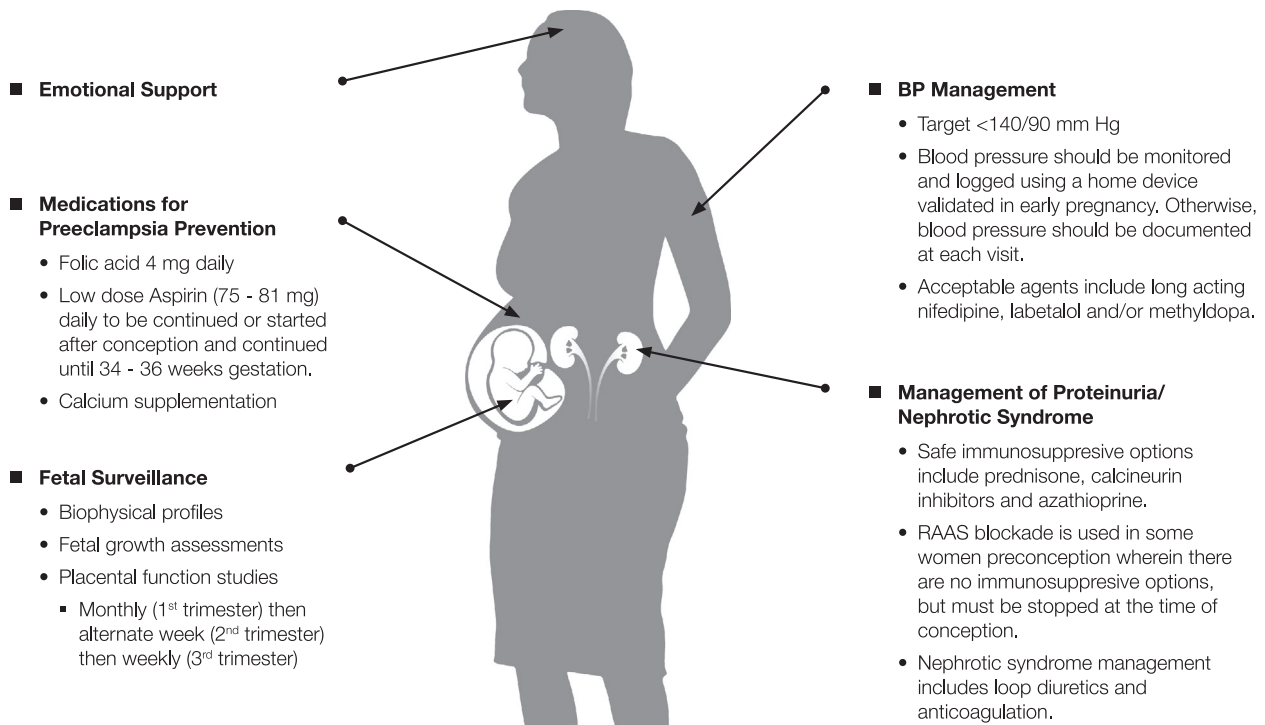 ■ Emotional Support
■ Medications for
Preeclampsia Prevention
• Folic acid 4 mg daily
• Low dose Aspirin (75 - 81 mg)
daily to be continued or started
after conception and continued
until 34 - 36 weeks gestation.
• Calcium supplementation
■ Fetal Surveillance
• Biophysical profiles
• Fetal growth assessments
• Placental function studies
▪ Monthly (1st trimester) then
alternate week (2nd trimester)
then weekly (3rd trimester)
■ BP Management
• Target <140/90 mm Hg
• Blood pressure should be monitored
and logged using a home device
validated in early pregnancy. Otherwise,
blood pressure should be documented
at each visit.
• Acceptable agents include long acting
nifedipine, labetalol and/or methyldopa.
■ Management of Proteinuria/
Nephrotic Syndrome
• Safe immunosuppresive options
include prednisone, calcineurin
inhibitors and azathioprine.
• RAAS blockade is used in some
women preconception wherein there
are no immunosuppresive options,
but must be stopped at the time of
conception.
• Nephrotic syndrome management
includes loop diuretics and
anticoagulation.